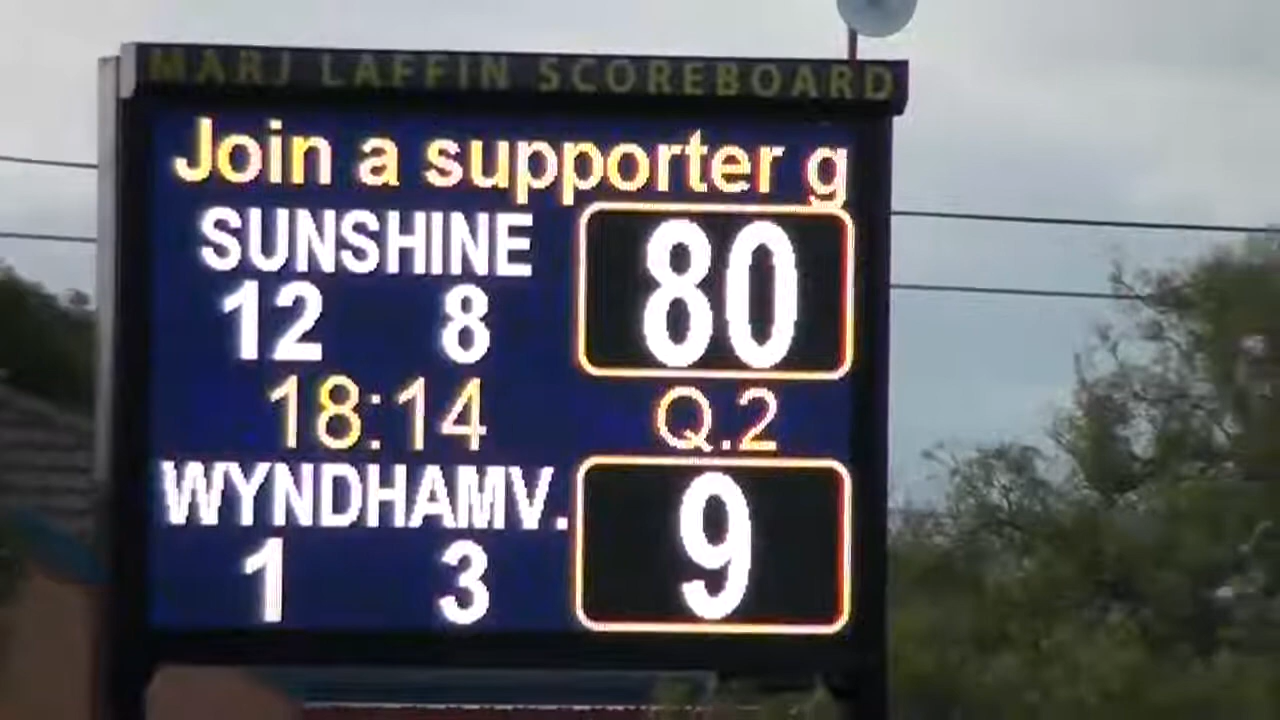 MARJ LAFFIN SCOREBOARD
Join a supporter g
SUNSHINE 80
12 8
18:14 Q.2
WYNDHAMV. 9
1 3